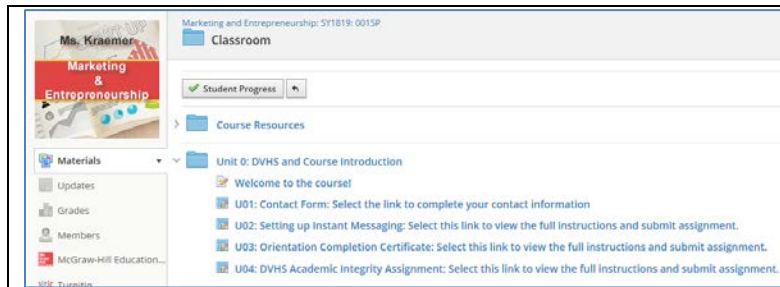 Ms. Kraemer
Marketing
&
Entrepreneurship
Materials
Updates
Grades
Members
McGraw-Hill Education...
Turnitin
Marketing and Entrepreneurship: SY1819: 001SP
Classroom
Student Progress
Course Resources
Unit 0: DVHS and Course Introduction
Welcome to the course!
U01: Contact Form: Select the link to complete your contact information
U02: Setting up Instant Messaging: Select this link to view the full instructions and submit assignment.
U03: Orientation Completion Certificate: Select this link to view the full instructions and submit assignment.
U04: DVHS Academic Integrity Assignment: Select this link to view the full instructions and submit assignment.